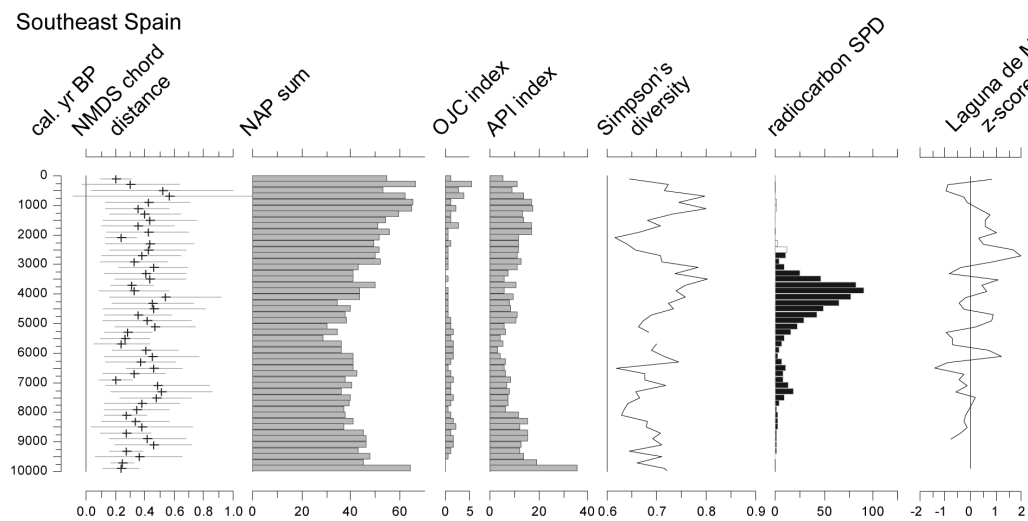 Southeast Spain
cal. yr BP
NMDS chord
distance
NAP sum
OJC index
API index
Simpson's
diversity
radiocarbon SPD
Laguna de M
z-score
0
1000
2000
3000
4000
5000
6000
7000
8000
9000
10000
0.0 0.2 0.4 0.6 0.8 1.0 0 20 40 60 0 5 0 20 40 0.6 0.7 0.8 0.9 0 50 100 -2 -1 0 1 2